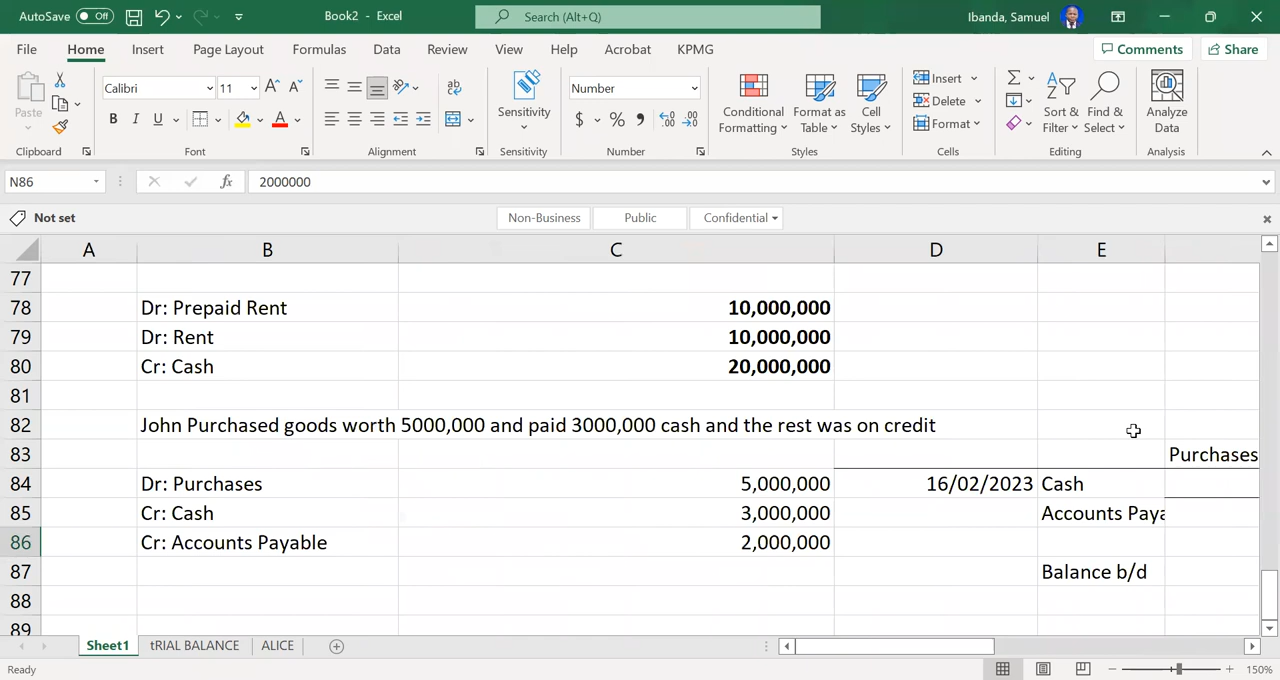 AutoSave Off Book2 - Excel Search (Alt+Q) Ibanda, Samuel
File Home Insert Page Layout Formulas Data Review View Help Acrobat KPMG Comments Share
Paste Calibri 11 A A B I U A ab Sensitivity Number $ % 9 .00 Conditional Formatting Format as Table Cell Styles Insert Delete Format Σ Sort & Filter Find & Select Analyze Data
Clipboard Font Alignment Sensitivity Number Styles Cells Editing Analysis
N86 fx 2000000
Not set Non-Business Public Confidential
A B C D E
77
78 Dr: Prepaid Rent 10,000,000
79 Dr: Rent 10,000,000
80 Cr: Cash 20,000,000
81
82 John Purchased goods worth 5000,000 and paid 3000,000 cash and the rest was on credit
83 Purchases
84 Dr: Purchases 5,000,000 16/02/2023 Cash
85 Cr: Cash 3,000,000 Accounts Paya
86 Cr: Accounts Payable 2,000,000
87 Balance b/d
88
89
Sheet1 tRIAL BALANCE ALICE
Ready 150%